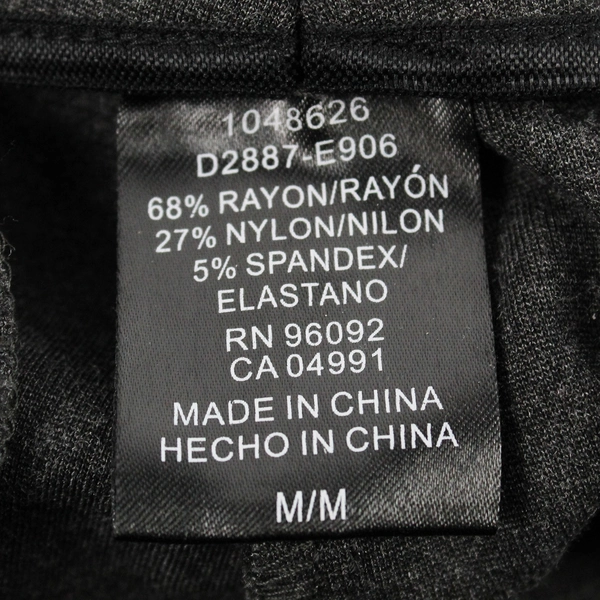 1048626
D2887-E906
68% RAYON/RAYÓN
27% NYLON/NILON
5% SPANDEX/
ELASTANO
RN 96092
CA 04991
MADE IN CHINA
HECHO IN CHINA
M/M